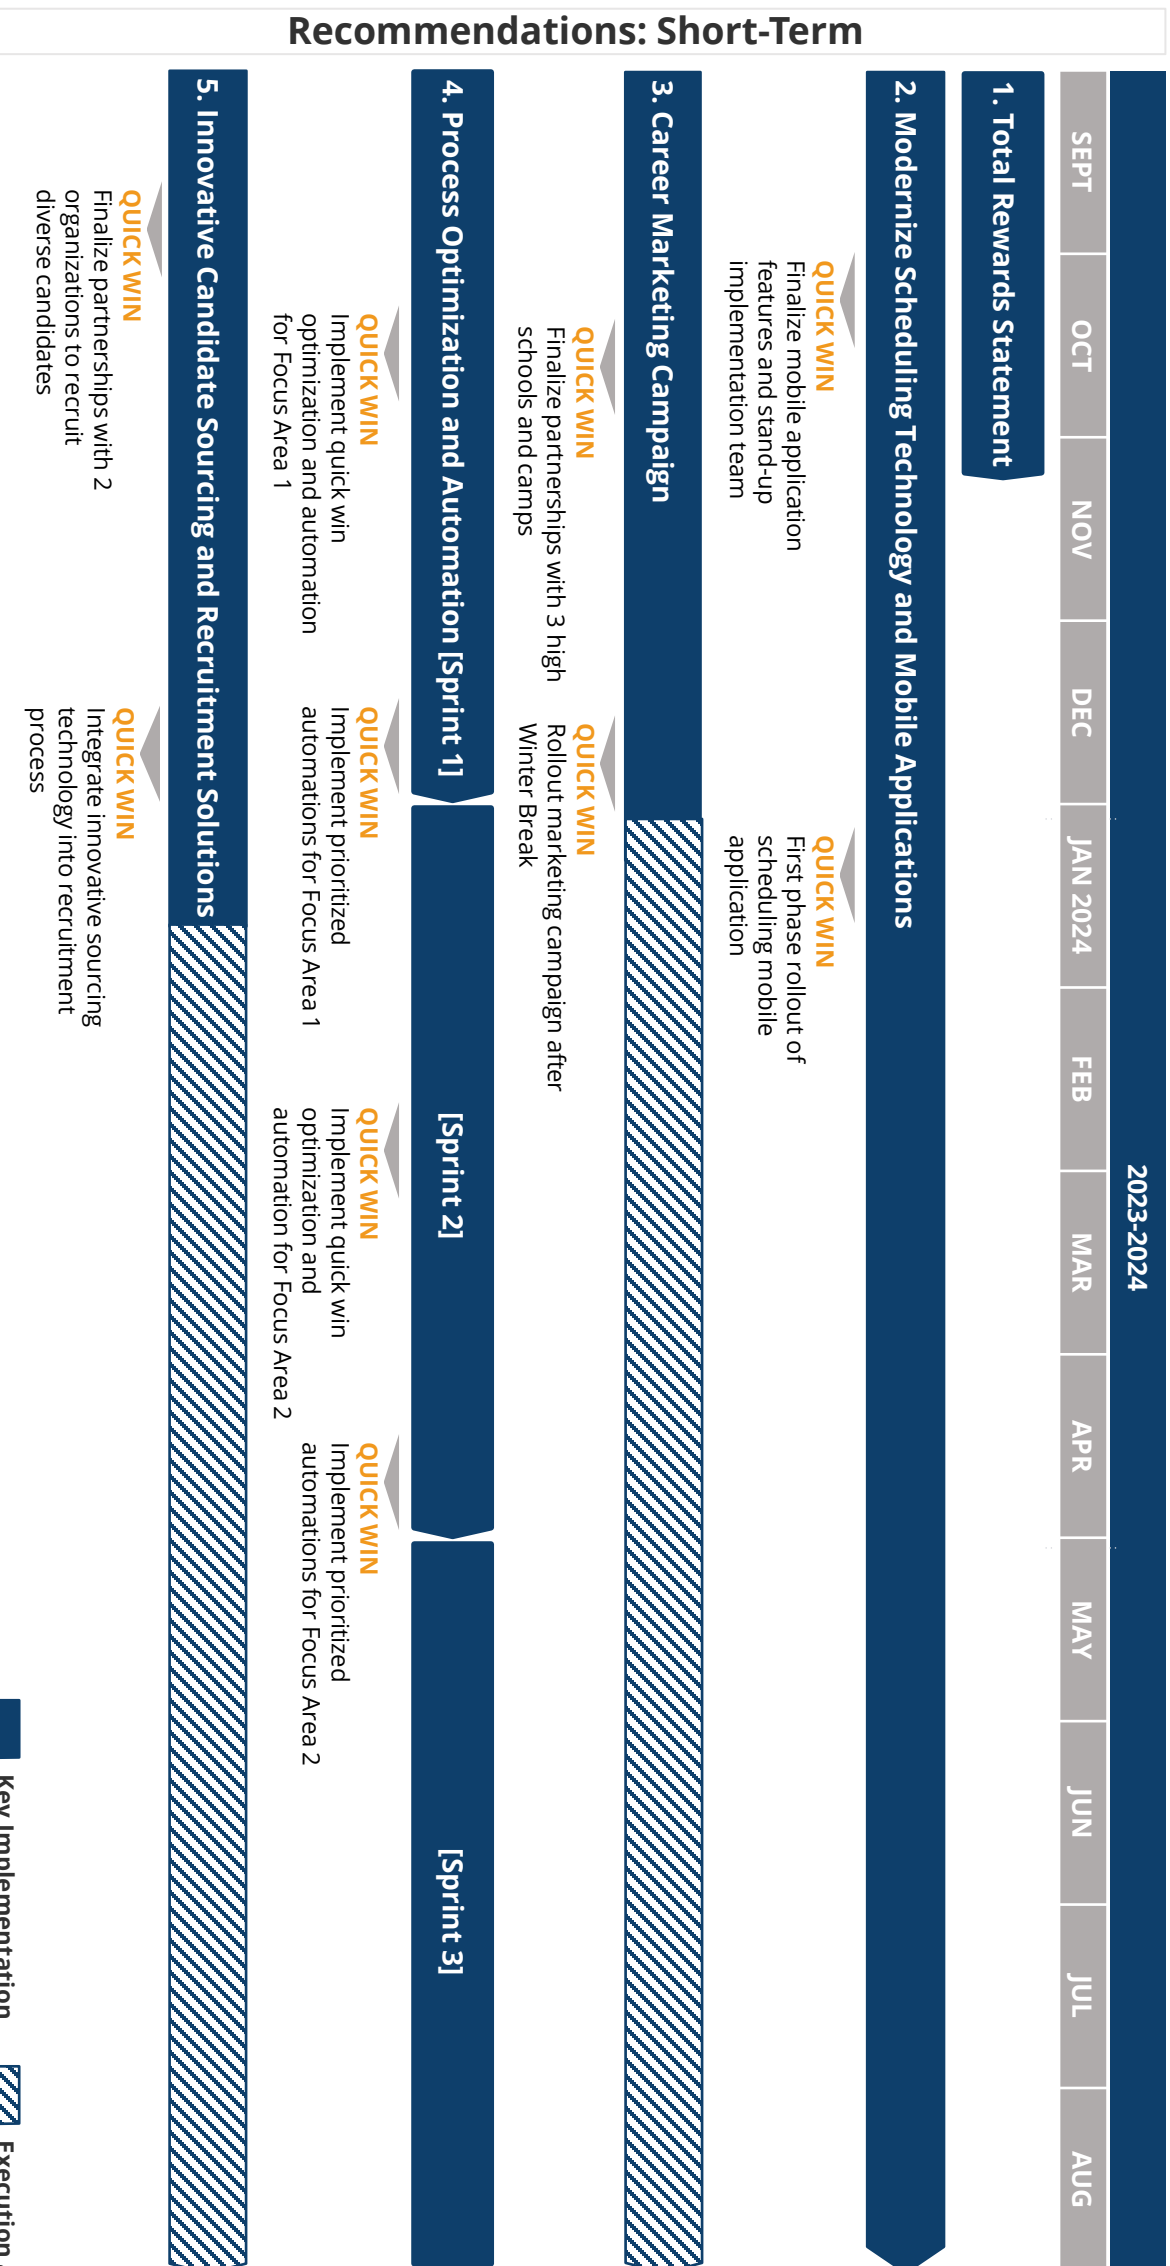 Recommendations: Short-Term
2023-2024
SEPT
OCT
NOV
DEC
JAN 2024
FEB
MAR
APR
MAY
JUN
JUL
AUG
1. Total Rewards Statement
2. Modernize Scheduling Technology and Mobile Applications
QUICK WIN
Finalize mobile application
features and stand-up
implementation team
QUICK WIN
First phase rollout of
scheduling mobile
application
3. Career Marketing Campaign
QUICK WIN
Finalize partnerships with 3 high
schools and camps
QUICK WIN
Rollout marketing campaign after
Winter Break
4. Process Optimization and Automation [Sprint 1]
[Sprint 2]
[Sprint 3]
QUICK WIN
Implement quick win
optimization and automation
for Focus Area 1
QUICK WIN
Implement prioritized
automations for Focus Area 1
QUICK WIN
Implement quick win
optimization and
automation for Focus Area 2
QUICK WIN
Implement prioritized
automations for Focus Area 2
5. Innovative Candidate Sourcing and Recruitment Solutions
QUICK WIN
Finalize partnerships with 2
organizations to recruit
diverse candidates
QUICK WIN
Integrate innovative sourcing
technology into recruitment
process
Key Implementation
Execution